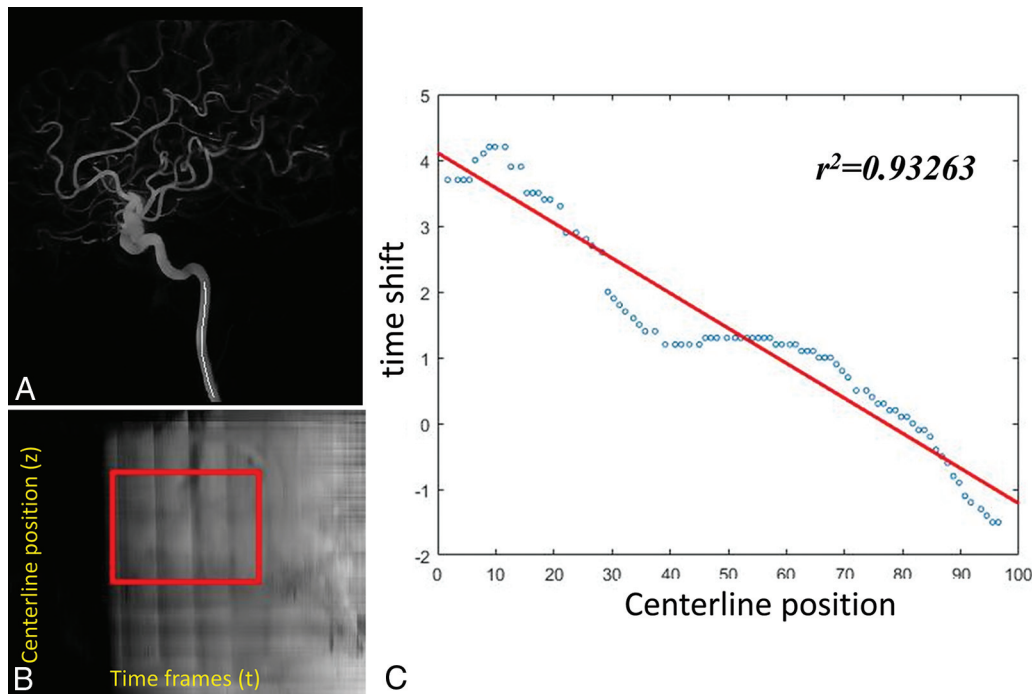 A
Centerline position (z)
Time frames (t)
B
5
4
3
2
1
0
-1
-2
time shift
r²=0.93263
0 10 20 30 40 50 60 70 80 90 100
Centerline position
C